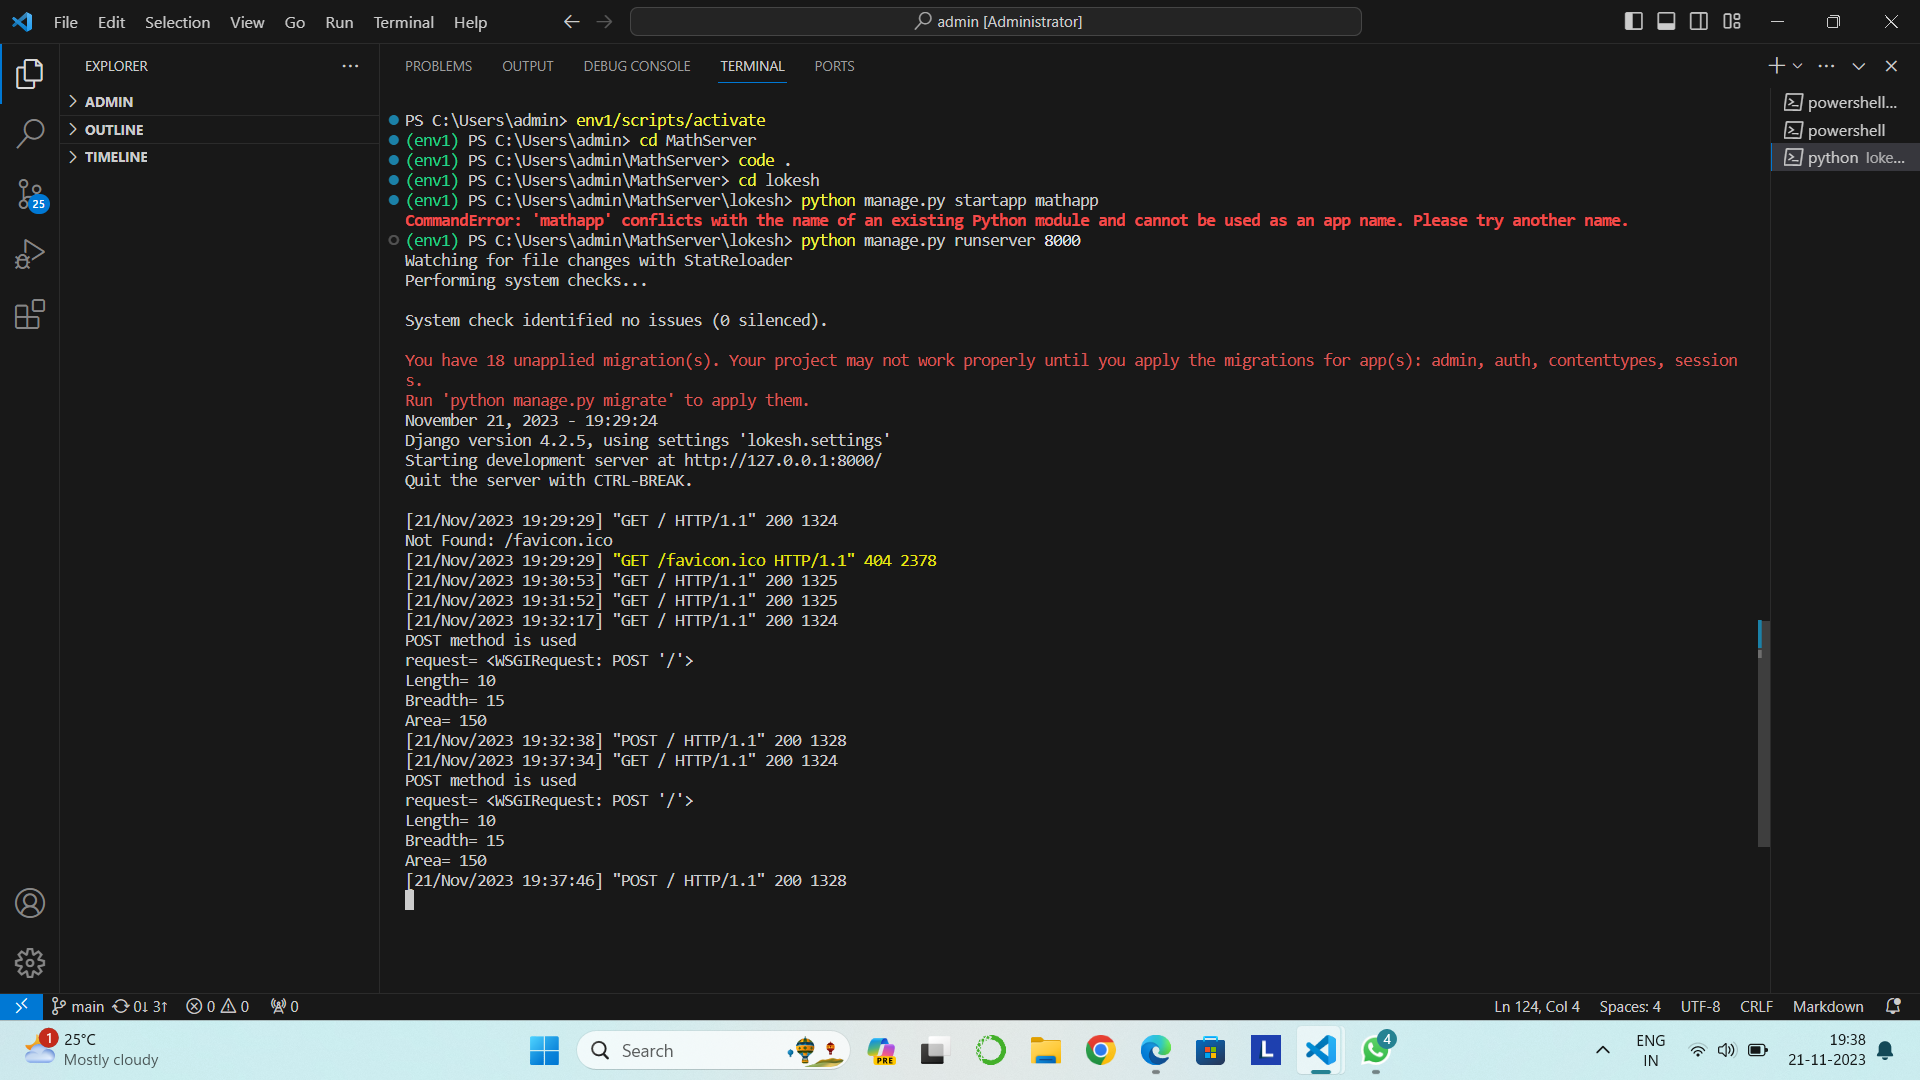 File Edit Selection View Go Run Terminal Help
admin [Administrator]
EXPLORER
ADMIN
OUTLINE
TIMELINE
25
PROBLEMS OUTPUT DEBUG CONSOLE TERMINAL PORTS
powershell...
powershell
python loke...
PS C:\Users\admin> env1/scripts/activate
(env1) PS C:\Users\admin> cd MathServer
(env1) PS C:\Users\admin\MathServer> code .
(env1) PS C:\Users\admin\MathServer> cd lokesh
(env1) PS C:\Users\admin\MathServer\lokesh> python manage.py startapp mathapp
CommandError: 'mathapp' conflicts with the name of an existing Python module and cannot be used as an app name. Please try another name.
(env1) PS C:\Users\admin\MathServer\lokesh> python manage.py runserver 8000
Watching for file changes with StatReloader
Performing system checks...
System check identified no issues (0 silenced).
You have 18 unapplied migration(s). Your project may not work properly until you apply the migrations for app(s): admin, auth, contenttypes, session
s.
Run 'python manage.py migrate' to apply them.
November 21, 2023 - 19:29:24
Django version 4.2.5, using settings 'lokesh.settings'
Starting development server at http://127.0.0.1:8000/
Quit the server with CTRL-BREAK.
[21/Nov/2023 19:29:29] "GET / HTTP/1.1" 200 1324
Not Found: /favicon.ico
[21/Nov/2023 19:29:29] "GET /favicon.ico HTTP/1.1" 404 2378
[21/Nov/2023 19:30:53] "GET / HTTP/1.1" 200 1325
[21/Nov/2023 19:31:52] "GET / HTTP/1.1" 200 1325
[21/Nov/2023 19:32:17] "GET / HTTP/1.1" 200 1324
POST method is used
request= <WSGIRequest: POST '/'>
Length= 10
Breadth= 15
Area= 150
[21/Nov/2023 19:32:38] "POST / HTTP/1.1" 200 1328
[21/Nov/2023 19:37:34] "GET / HTTP/1.1" 200 1324
POST method is used
request= <WSGIRequest: POST '/'>
Length= 10
Breadth= 15
Area= 150
[21/Nov/2023 19:37:46] "POST / HTTP/1.1" 200 1328
main 0↓ 3↑ 0 0 0
Ln 124, Col 4 Spaces: 4 UTF-8 CRLF Markdown
1
25°C
Mostly cloudy
Search
PRE
L
4
ENG
IN
19:38
21-11-2023